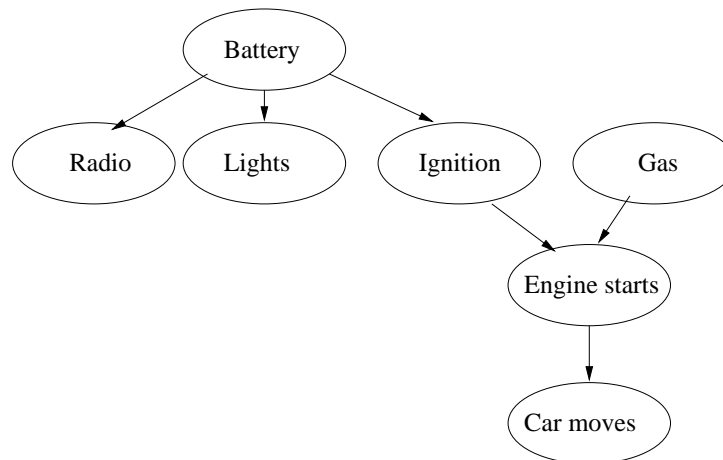 Battery
Radio
Lights
Ignition
Gas
Engine starts
Car moves